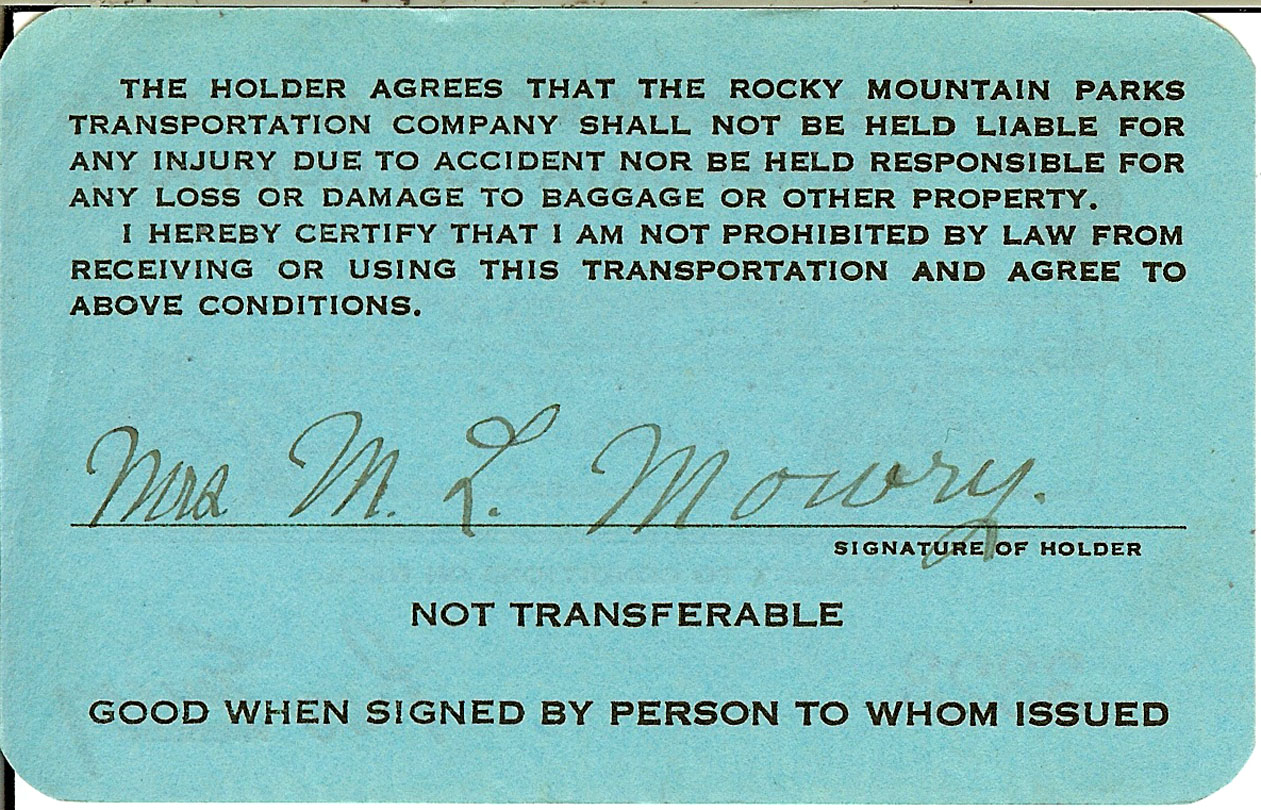 THE HOLDER AGREES THAT THE ROCKY MOUNTAIN PARKS
TRANSPORTATION COMPANY SHALL NOT BE HELD LIABLE FOR
ANY INJURY DUE TO ACCIDENT NOR BE HELD RESPONSIBLE FOR
ANY LOSS OR DAMAGE TO BAGGAGE OR OTHER PROPERTY.
I HEREBY CERTIFY THAT I AM NOT PROHIBITED BY LAW FROM
RECEIVING OR USING THIS TRANSPORTATION AND AGREE TO
ABOVE CONDITIONS.
Mrs M. L. Mowry.
SIGNATURE OF HOLDER
NOT TRANSFERABLE
GOOD WHEN SIGNED BY PERSON TO WHOM ISSUED